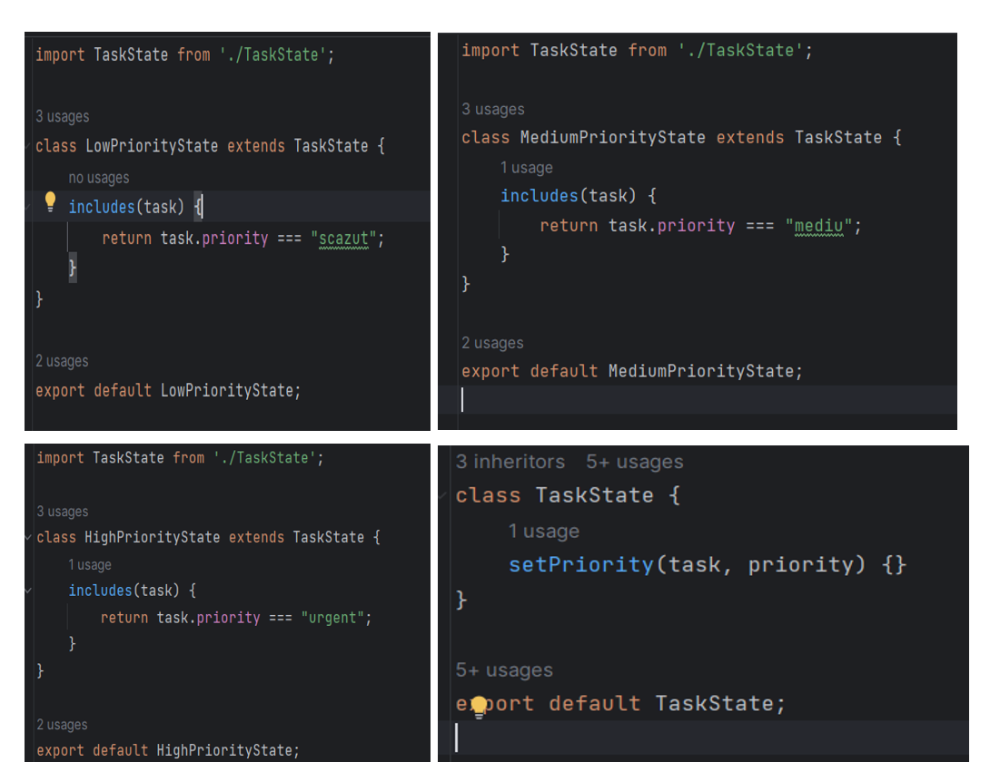 import TaskState from './TaskState';
3 usages
class LowPriorityState extends TaskState {
no usages
includes(task) {
return task.priority === "scazut";
}
}
2 usages
export default LowPriorityState;
import TaskState from './TaskState';
3 usages
class MediumPriorityState extends TaskState {
1 usage
includes(task) {
return task.priority === "mediu";
}
}
2 usages
export default MediumPriorityState;
import TaskState from './TaskState';
3 usages
class HighPriorityState extends TaskState {
1 usage
includes(task) {
return task.priority === "urgent";
}
}
2 usages
export default HighPriorityState;
3 inheritors 5+ usages
class TaskState {
1 usage
setPriority(task, priority) {}
}
5+ usages
export default TaskState;